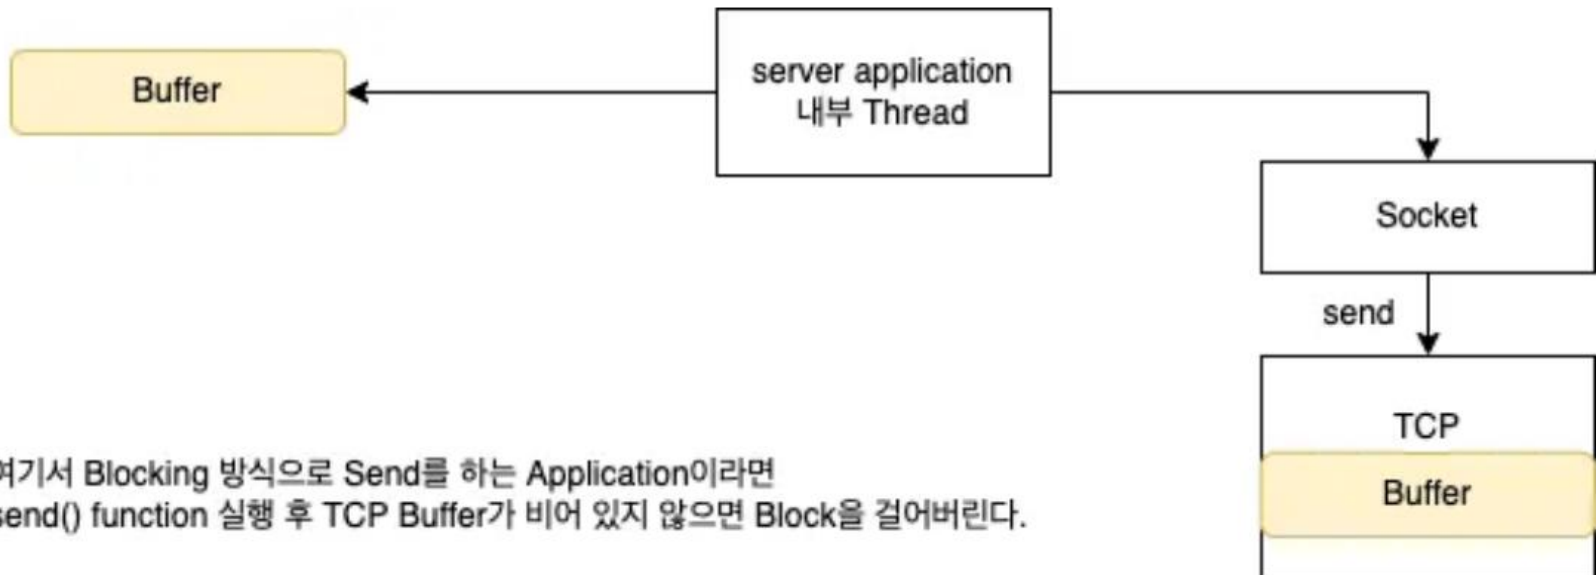 Buffer
server application
내부 Thread
Socket
send
TCP
Buffer
여기서 Blocking 방식으로 Send를 하는 Application이라면
send() function 실행 후 TCP Buffer가 비어 있지 않으면 Block을 걸어버린다.